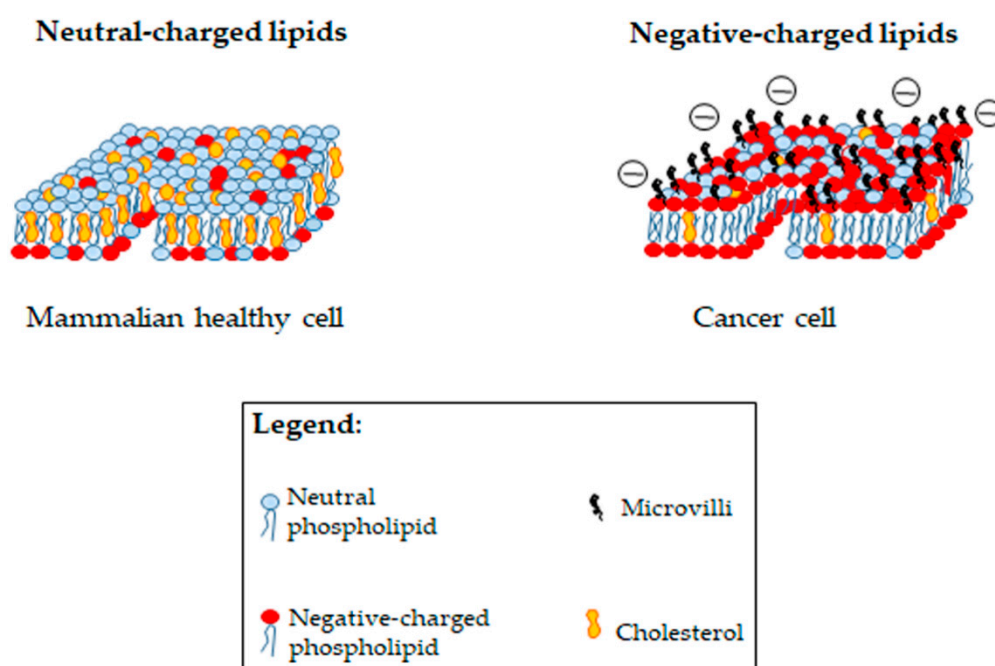 Neutral-charged lipids
Negative-charged lipids
Mammalian healthy cell
Cancer cell
Legend:
Neutral
phospholipid
Microvilli
Negative-charged
phospholipid
Cholesterol